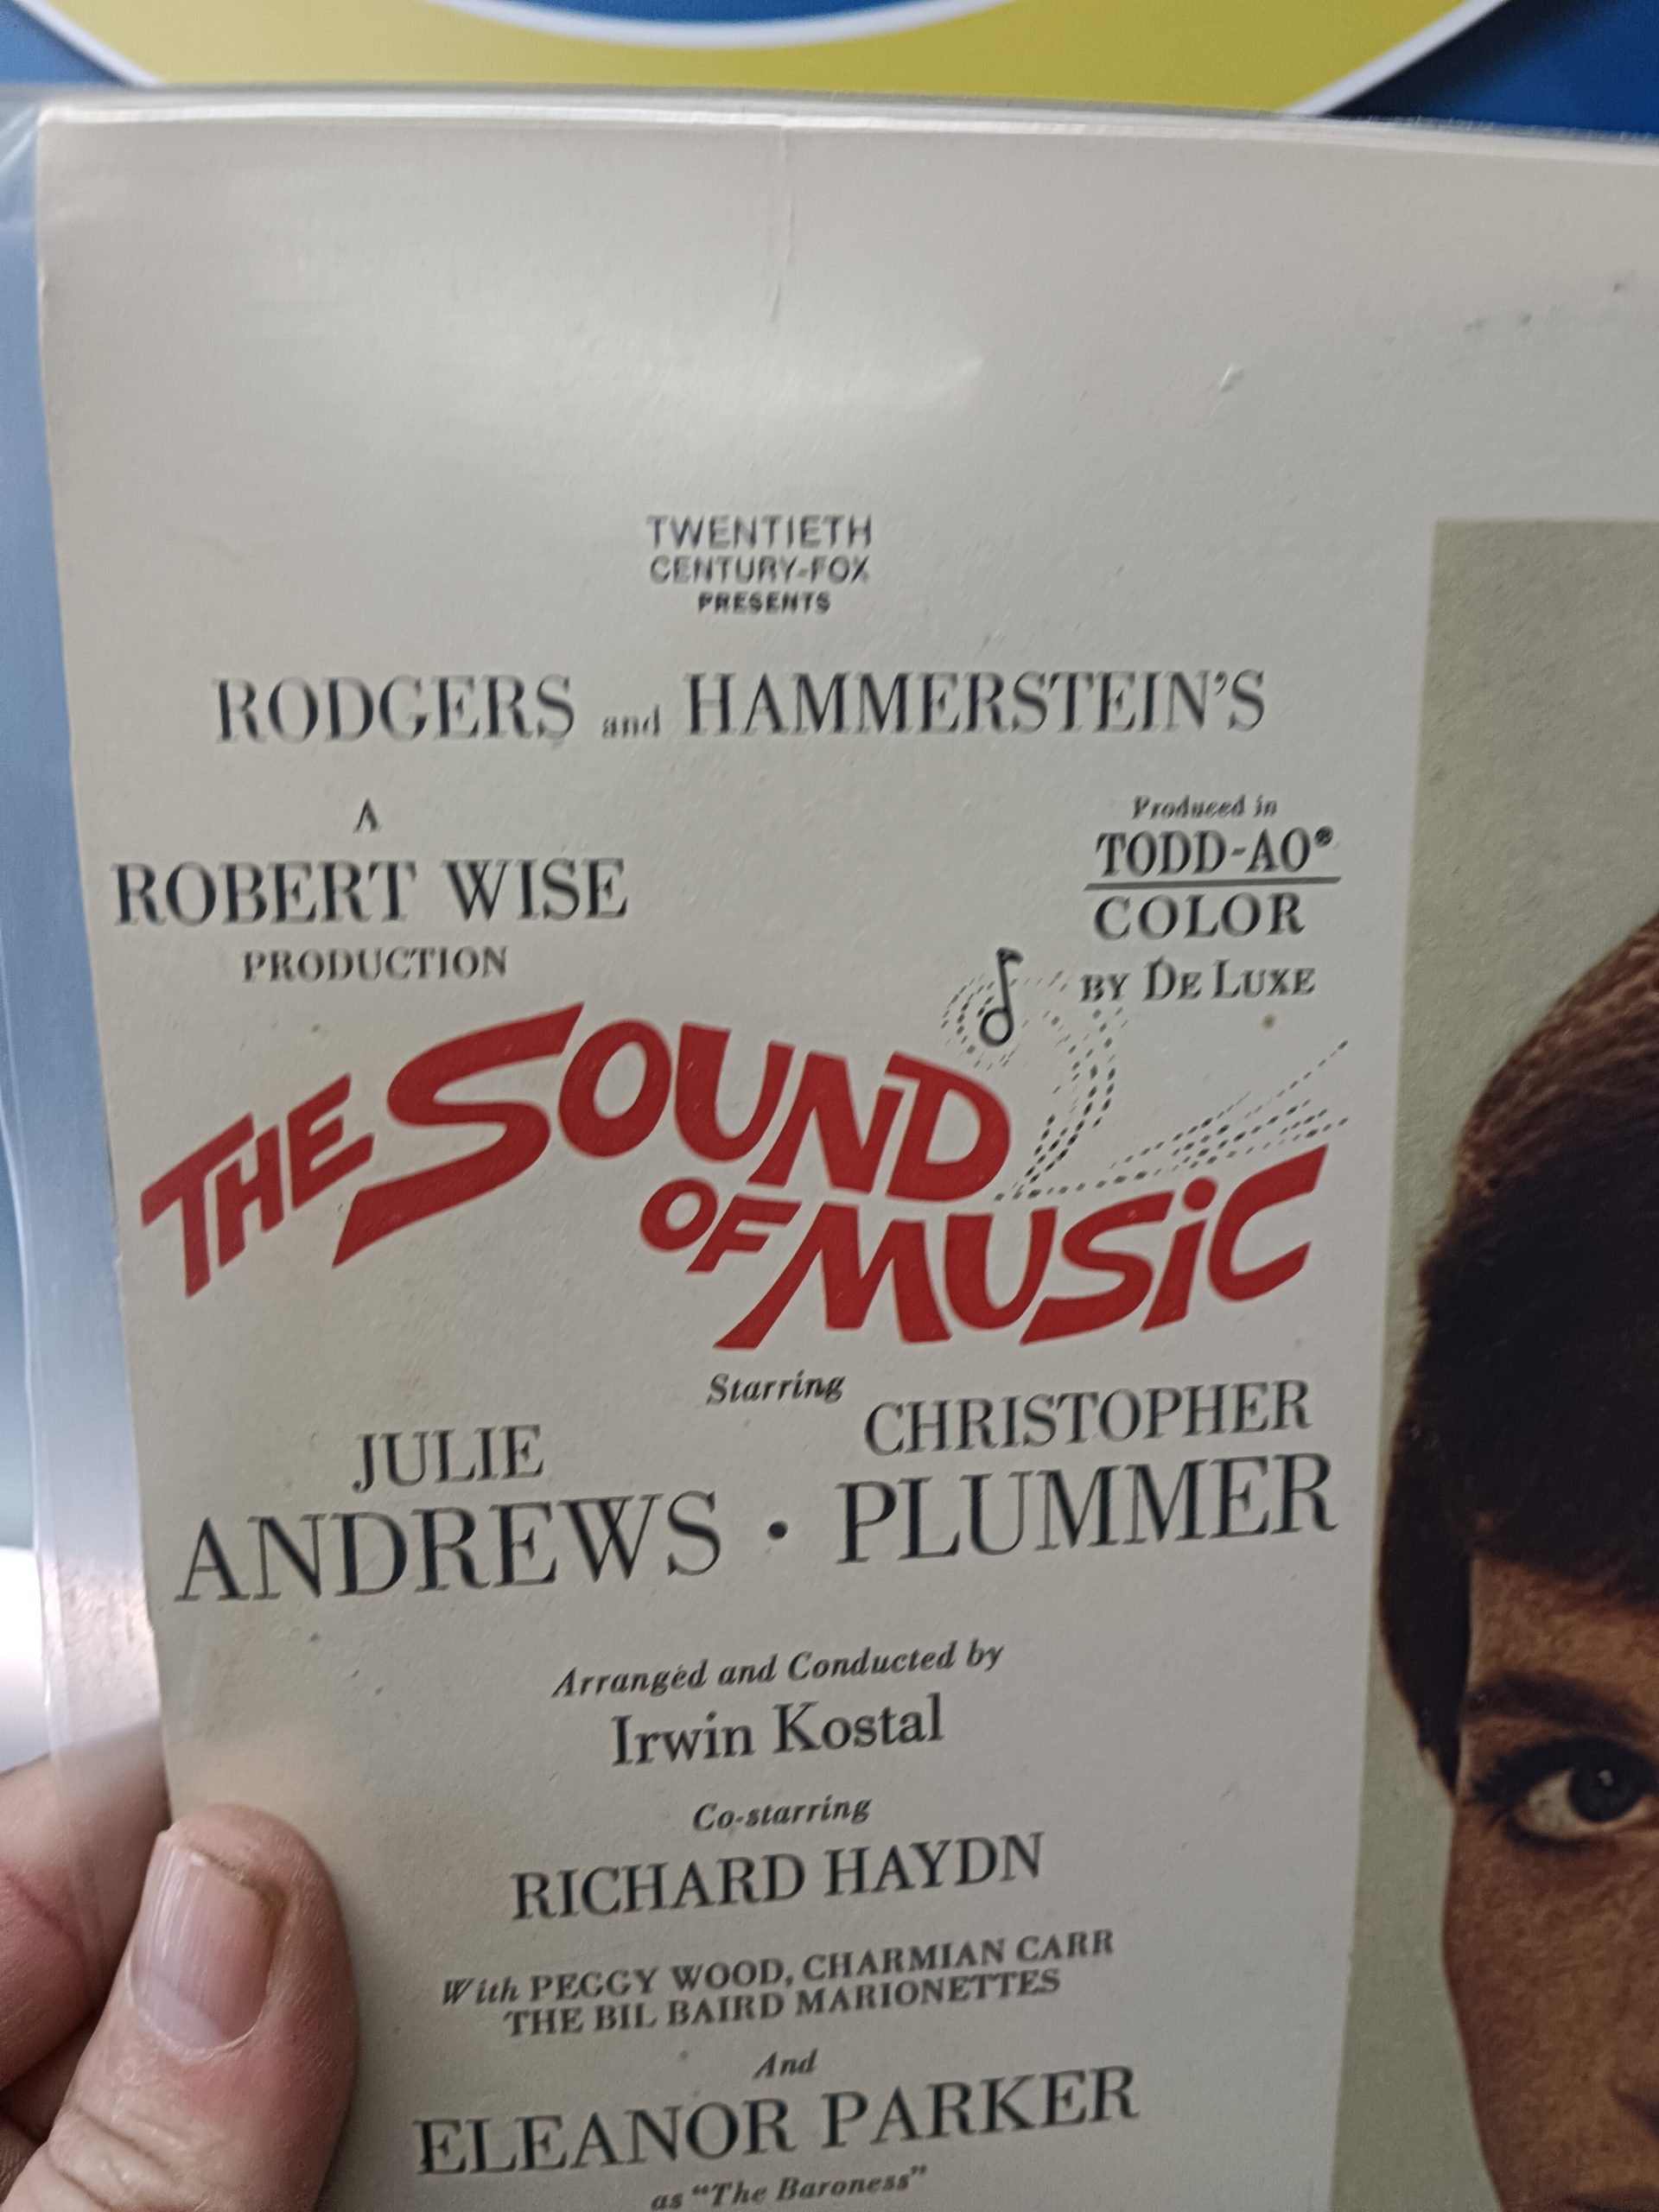 TWENTIETH
CENTURY-FOX
PRESENTS
RODGERS and HAMMERSTEIN'S
A
ROBERT WISE
PRODUCTION
Produced in
TODD-AO®
COLOR
BY DE LUXE
THE SOUND
OF MUSIC
Starring
JULIE
ANDREWS • CHRISTOPHER
PLUMMER
Arranged and Conducted by
Irwin Kostal
Co-starring
RICHARD HAYDN
With PEGGY WOOD, CHARMIAN CARR
THE BIL BAIRD MARIONETTES
And
ELEANOR PARKER
as "The Baroness"